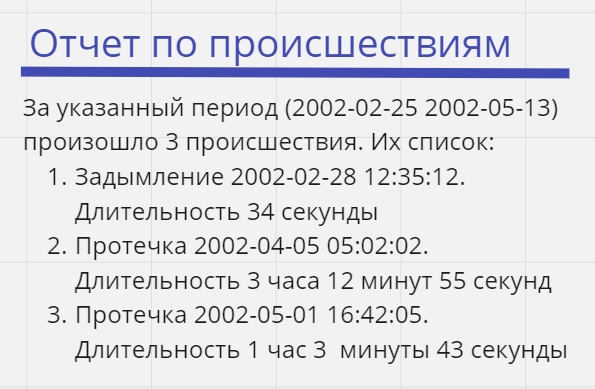 Отчет по происшествиям
За указанный период (2002-02-25 2002-05-13)
произошло 3 происшествия. Их список:
1. Задымление 2002-02-28 12:35:12.
Длительность 34 секунды
2. Протечка 2002-04-05 05:02:02.
Длительность 3 часа 12 минут 55 секунд
3. Протечка 2002-05-01 16:42:05.
Длительность 1 час 3  минуты 43 секунды